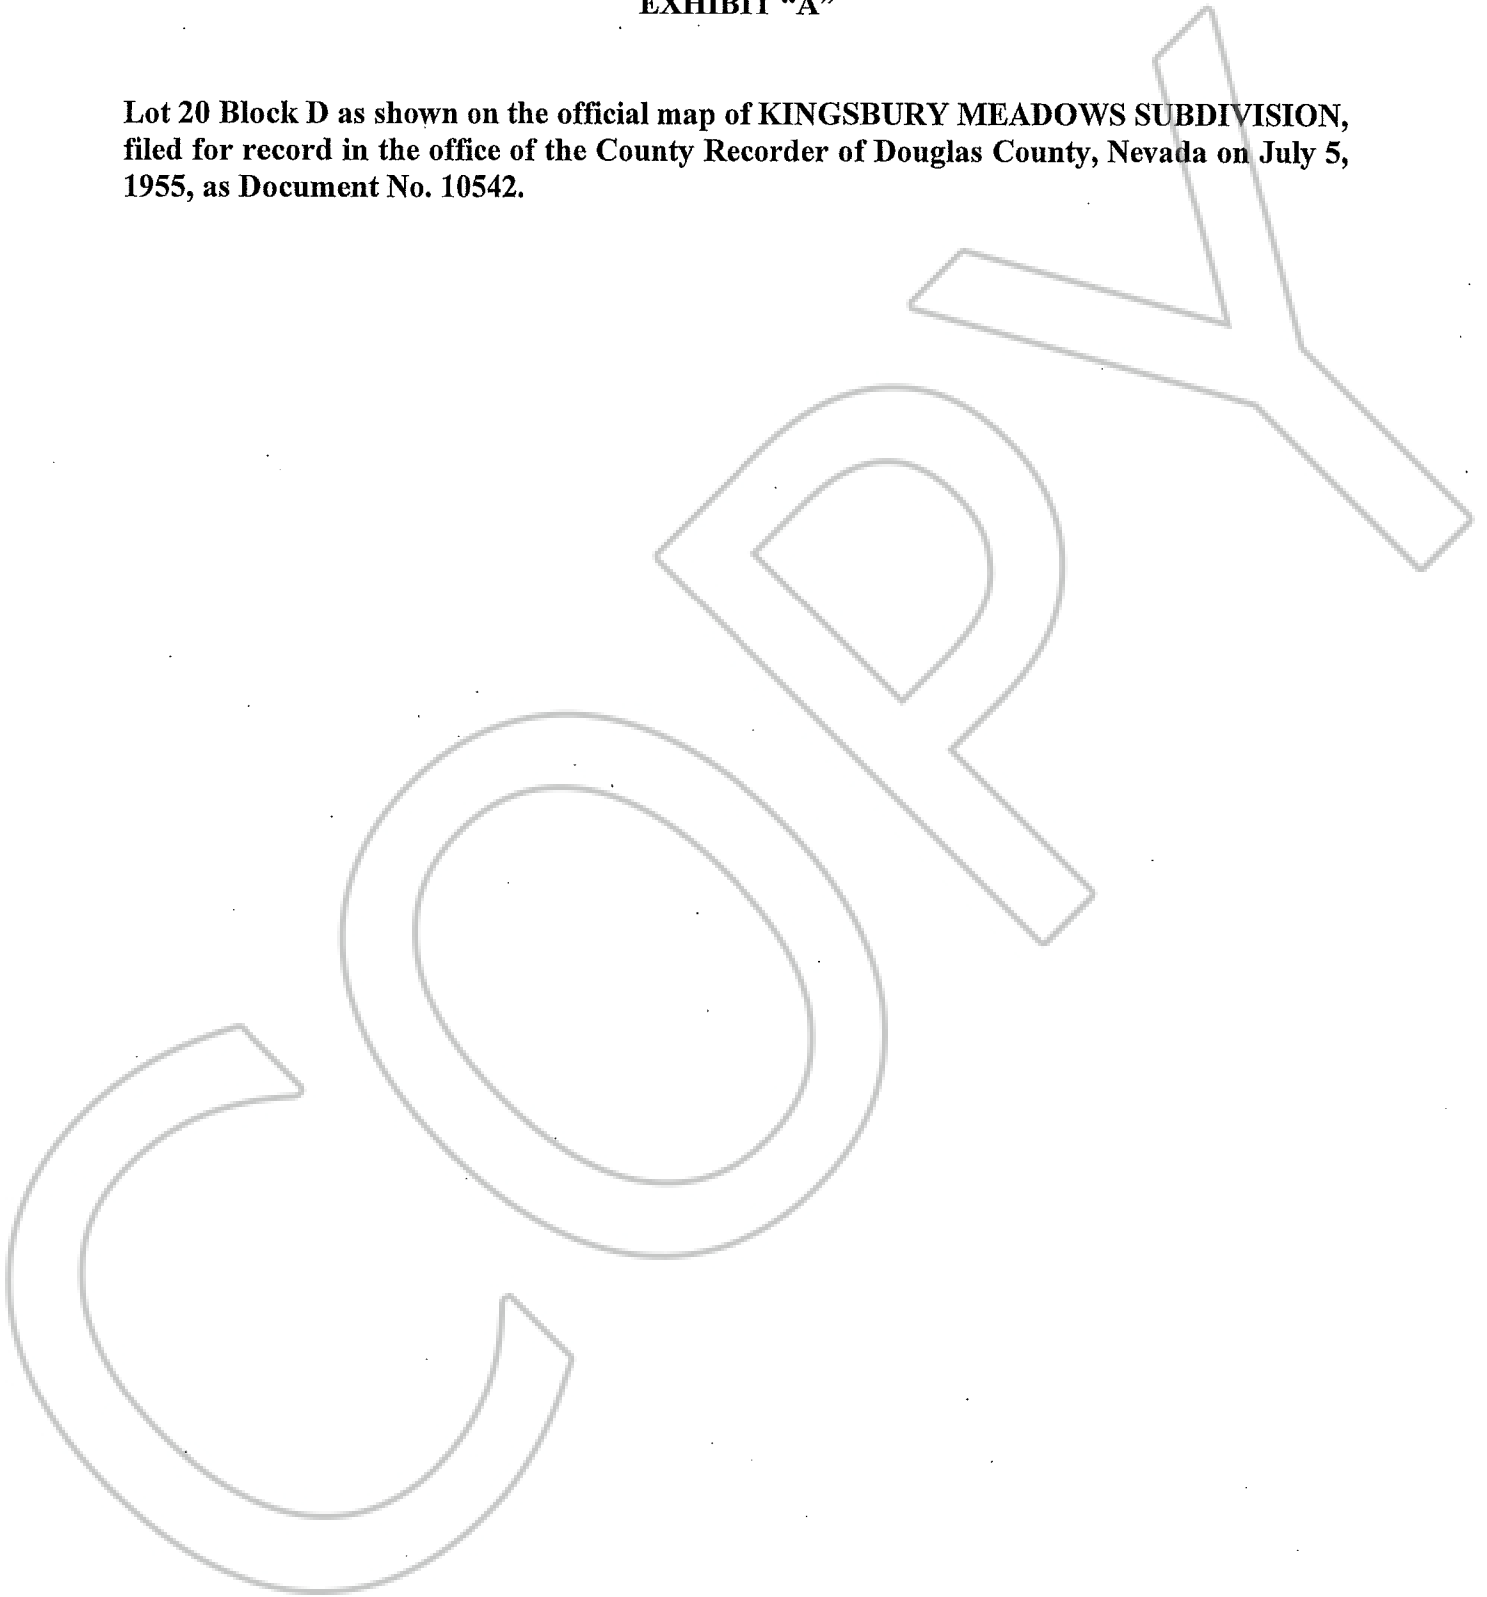 EXHIBIT “A”
Lot 20 Block D as shown on the official map of KINGSBURY MEADOWS SUBDIVISION,
filed for record in the office of the County Recorder of Douglas County, Nevada on July 5,
1955, as Document No. 10542.
COPY